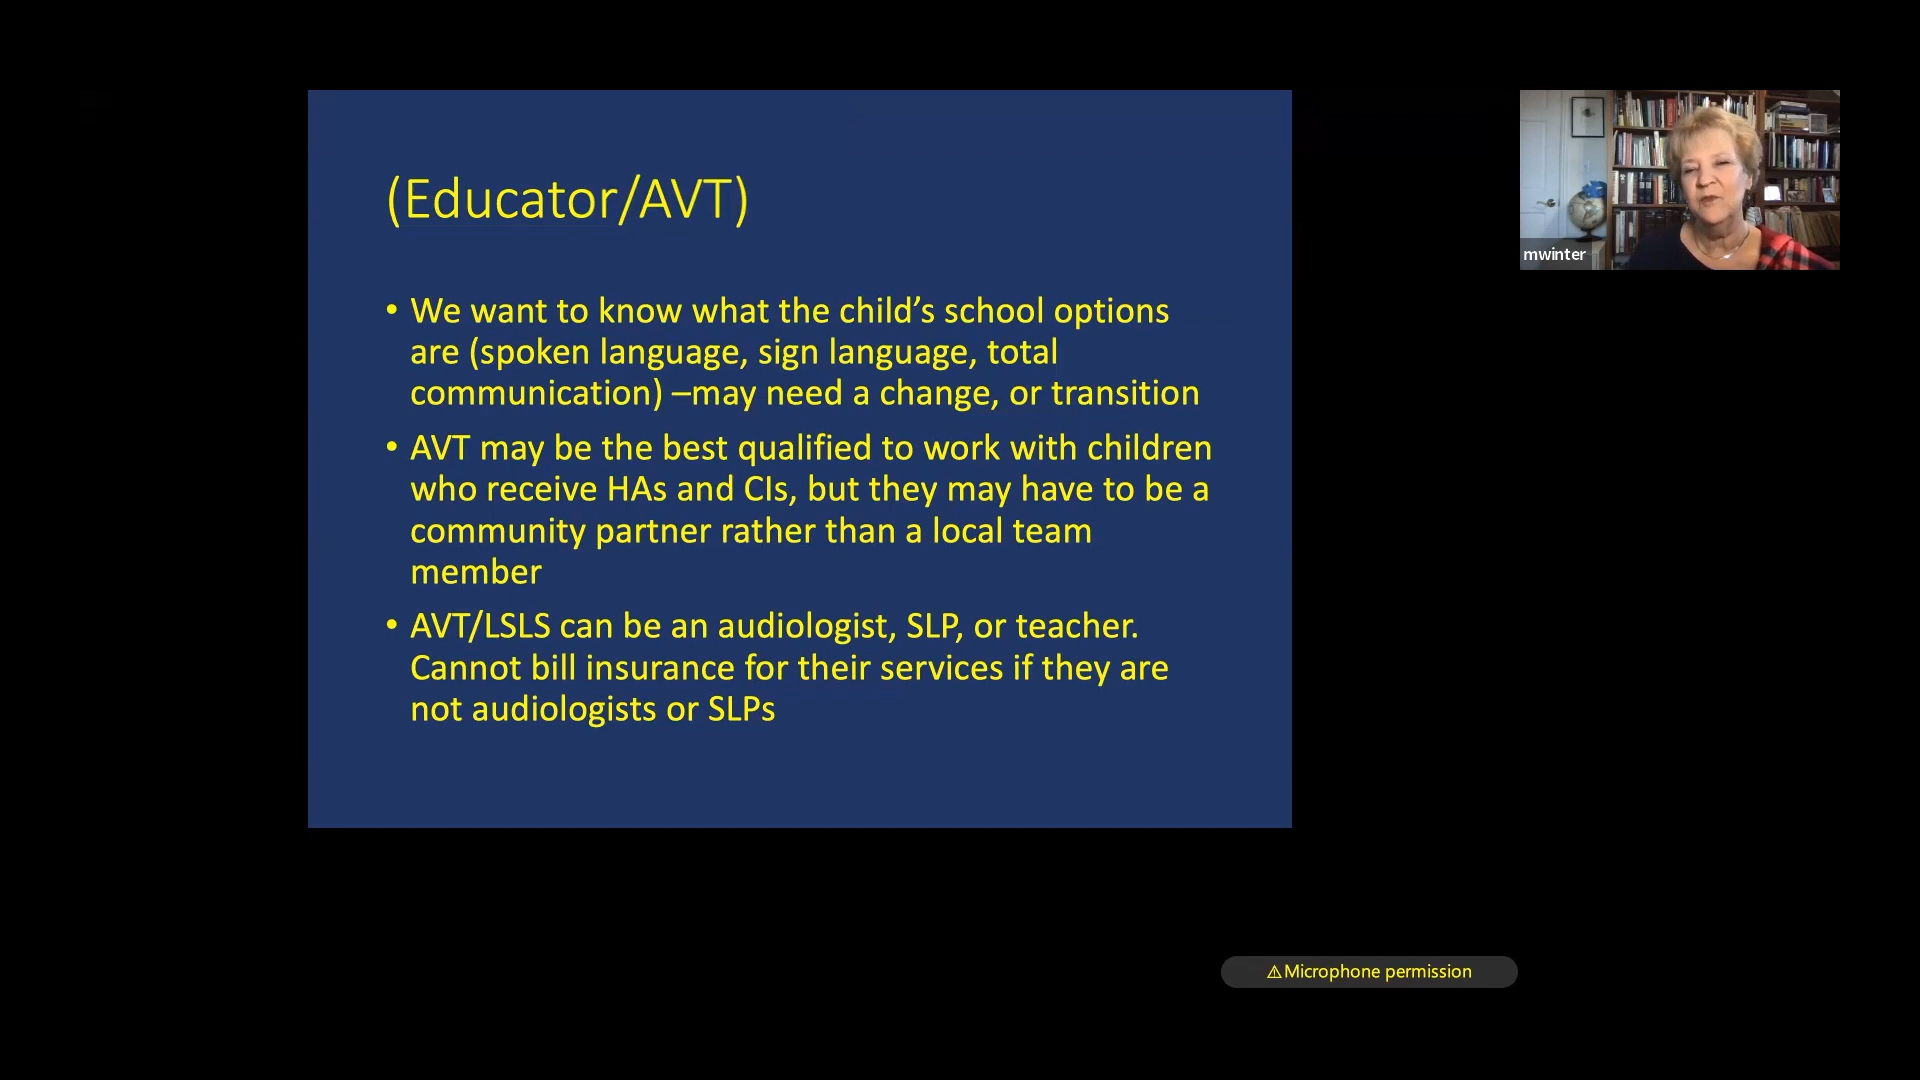 (Educator/AVT)
• We want to know what the child’s school options
are (spoken language, sign language, total
communication) –may need a change, or transition
• AVT may be the best qualified to work with children
who receive HAs and CIs, but they may have to be a
community partner rather than a local team
member
• AVT/LSLS can be an audiologist, SLP, or teacher.
Cannot bill insurance for their services if they are
not audiologists or SLPs
mwinter
⚠Microphone permission